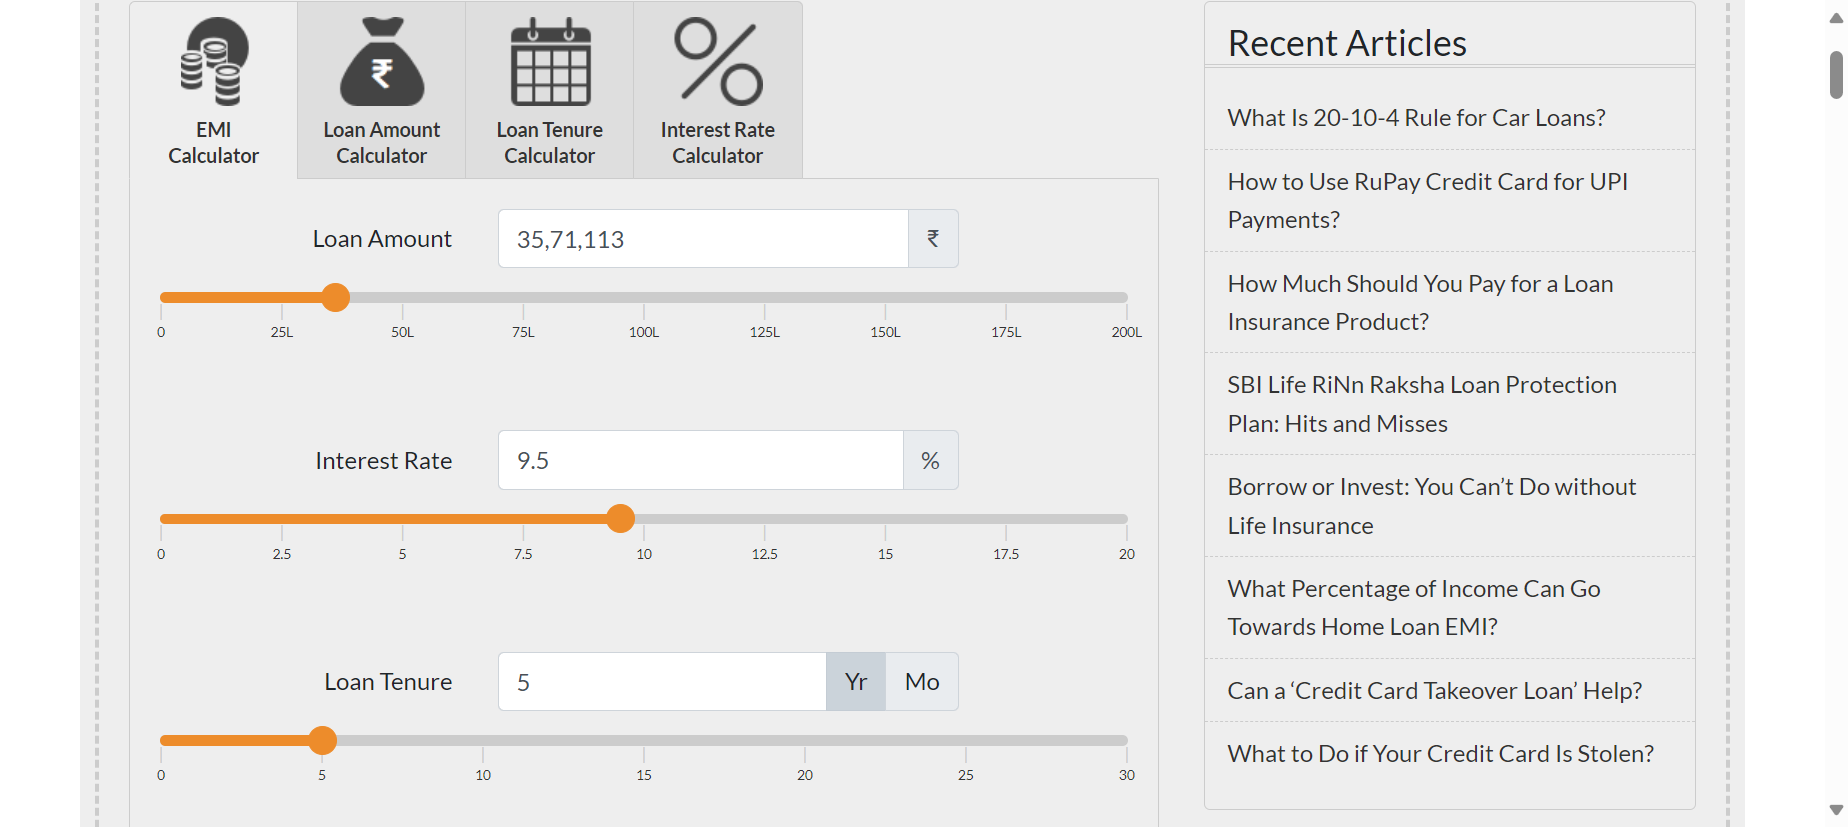 EMI
Calculator
Loan Amount
Calculator
Loan Tenure
Calculator
Interest Rate
Calculator
Loan Amount
35,71,113
₹
0 25L 50L 75L 100L 125L 150L 175L 200L
Interest Rate
9.5
%
0 2.5 5 7.5 10 12.5 15 17.5 20
Loan Tenure
5
Yr
Mo
0 5 10 15 20 25 30
Recent Articles
What Is 20-10-4 Rule for Car Loans?
How to Use RuPay Credit Card for UPI
Payments?
How Much Should You Pay for a Loan
Insurance Product?
SBI Life RiNn Raksha Loan Protection
Plan: Hits and Misses
Borrow or Invest: You Can’t Do without
Life Insurance
What Percentage of Income Can Go
Towards Home Loan EMI?
Can a ‘Credit Card Takeover Loan’ Help?
What to Do if Your Credit Card Is Stolen?